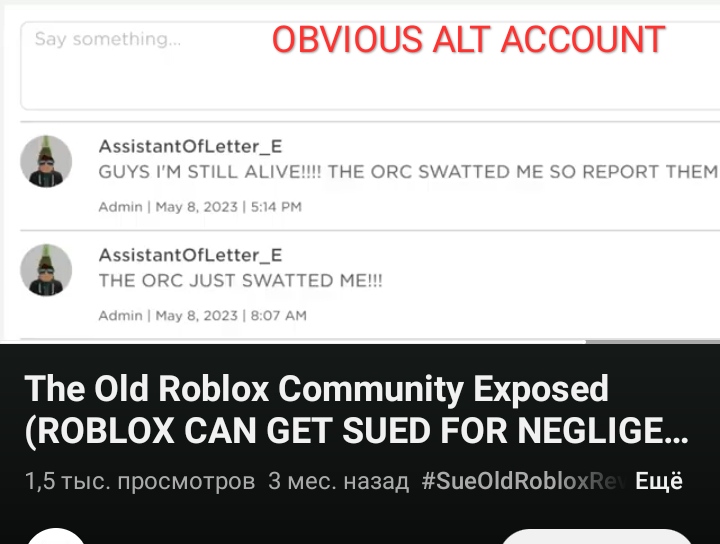 Say something...
OBVIOUS ALT ACCOUNT
AssistantOfLetter_E
GUYS I'M STILL ALIVE!!!! THE ORC SWATTED ME SO REPORT THEM
Admin | May 8, 2023 | 5:14 PM
AssistantOfLetter_E
THE ORC JUST SWATTED ME!!!
Admin | May 8, 2023 | 8:07 AM
The Old Roblox Community Exposed
(ROBLOX CAN GET SUED FOR NEGLIGE...
1,5 тыс. просмотров 3 мес. назад #SueOldRobloxRev Ещё